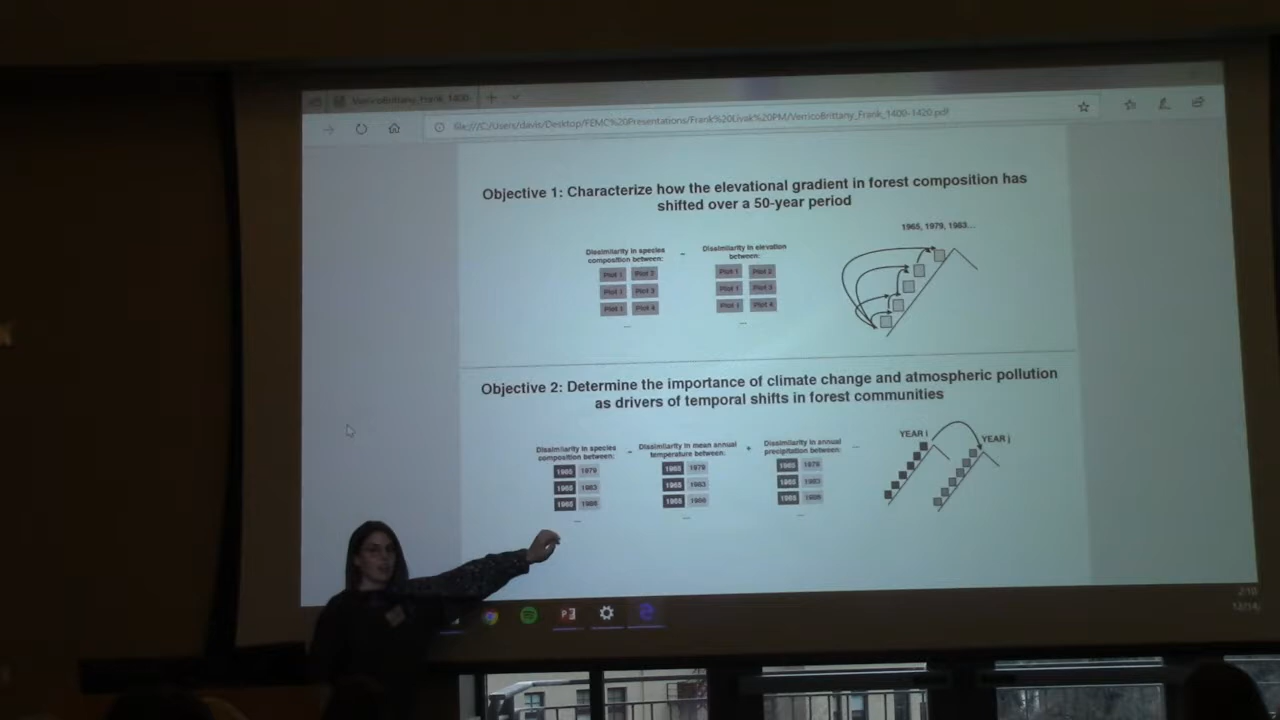 VerricoBrittany_Frank_1400-
file:///C:/Users/davis/Desktop/FEMC%20Presentations/Frank%20Livak%20PM/VerricoBrittany_Frank_1400-1420.pdf
Objective 1: Characterize how the elevational gradient in forest composition has
shifted over a 50-year period
1965, 1979, 1983...
Dissimilarity in species
composition between:
~
Dissimilarity in elevation
between:
Plot 1 Plot 2
Plot 1 Plot 3
Plot 1 Plot 4
...
Plot 1 Plot 2
Plot 1 Plot 3
Plot 1 Plot 4
...
Objective 2: Determine the importance of climate change and atmospheric pollution
as drivers of temporal shifts in forest communities
Dissimilarity in species
composition between:
1965 1979
1965 1983
1965 1986
...
~
Dissimilarity in mean annual
temperature between:
1965 1979
1965 1983
1965 1986
...
+
Dissimilarity in annual
precipitation between:
1965 1979
1965 1983
1965 1986
...
...
YEAR i
YEAR j
2:10